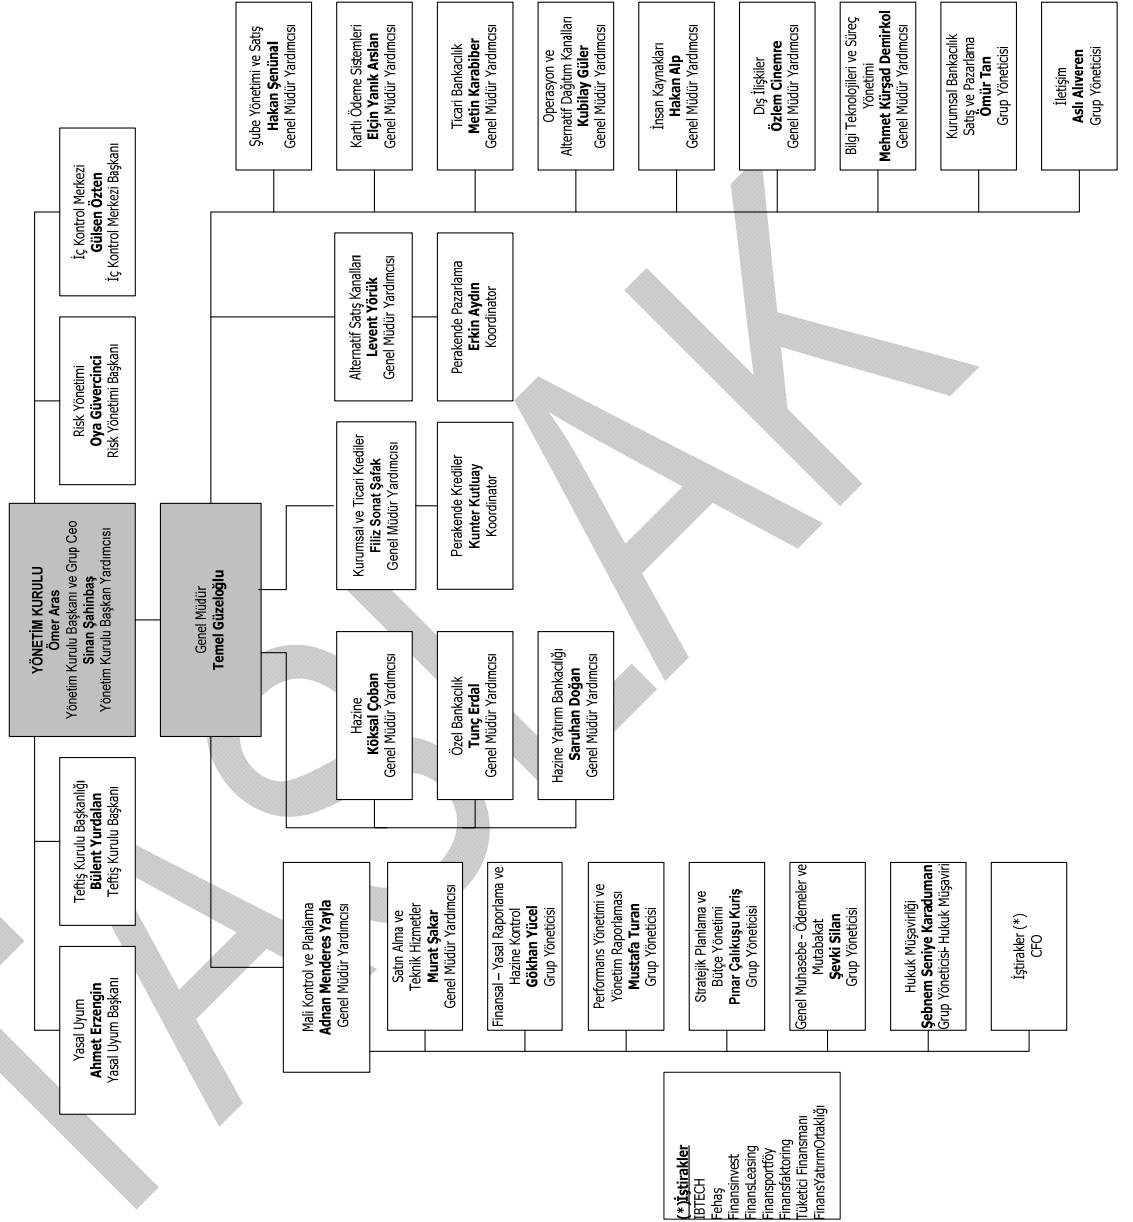 YÖNETİM KURULU
Ömer Aras
Yönetim Kurulu Başkanı ve Grup Ceo
Sinan Şahinbaş
Yönetim Kurulu Başkan Yardımcısı
Yasal Uyum
Ahmet Erzengin
Yasal Uyum Başkanı
Teftiş Kurulu Başkanlığı
Bülent Yurdalan
Teftiş Kurulu Başkanı
Risk Yönetimi
Oya Güvercinci
Risk Yönetimi Başkanı
İç Kontrol Merkezi
Gülsen Özten
İç Kontrol Merkezi Başkanı
Genel Müdür
Temel Güzeloğlu
Mali Kontrol ve Planlama
Adnan Menderes Yayla
Genel Müdür Yardımcısı
Satın Alma ve
Teknik Hizmetler
Murat Şakar
Genel Müdür Yardımcısı
Finansal – Yasal Raporlama ve
Hazine Kontrol
Gökhan Yücel
Grup Yöneticisi
Performans Yönetimi ve
Yönetim Raporlaması
Mustafa Turan
Grup Yöneticisi
Stratejik Planlama ve
Bütçe Yönetimi
Pınar Çalıkuşu Kuriş
Grup Yöneticisi
Genel Muhasebe - Ödemeler ve
Mutabakat
Şevki Silan
Grup Yöneticisi
Hukuk Müşavirliği
Şebnem Seniye Karaduman
Grup Yöneticisi- Hukuk Müşaviri
İştirakler (*)
CFO
Hazine
Köksal Çoban
Genel Müdür Yardımcısı
Özel Bankacılık
Tunç Erdal
Genel Müdür Yardımcısı
Hazine Yatırım Bankacılığı
Saruhan Doğan
Genel Müdür Yardımcısı
Kurumsal ve Ticari Krediler
Filiz Sonat Şafak
Genel Müdür Yardımcısı
Perakende Krediler
Kunter Kutluay
Koordinator
Alternatif Satış Kanalları
Levent Yörük
Genel Müdür Yardımcısı
Perakende Pazarlama
Erkin Aydın
Koordinator
Şube Yönetimi ve Satış
Hakan Şenünal
Genel Müdür Yardımcısı
Kartlı Ödeme Sistemleri
Elçin Yanık Arslan
Genel Müdür Yardımcısı
Ticari Bankacılık
Metin Karabiber
Genel Müdür Yardımcısı
Operasyon ve
Alternatif Dağıtım Kanalları
Kubilay Güler
Genel Müdür Yardımcısı
İnsan Kaynakları
Hakan Alp
Genel Müdür Yardımcısı
Dış İlişkiler
Özlem Cinemre
Genel Müdür Yardımcısı
Bilgi Teknolojileri ve Süreç
Yönetimi
Mehmet Kürşad Demirkol
Genel Müdür Yardımcısı
Kurumsal Bankacılık
Satış ve Pazarlama
Ömür Tan
Grup Yöneticisi
İletişim
Aslı Alıveren
Grup Yöneticisi
(*)İştirakler
IBTECH
Fehaş
Finansinvest
FinansLeasing
Finansportföy
Finansfaktoring
Tüketici Finansmanı
FinansYatırımOrtaklığı
TASLAK